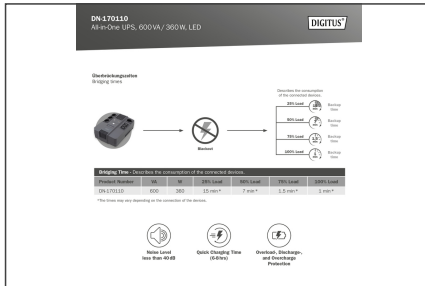 DN-170110
All-in-One UPS, 600 VA / 360 W, LED
DIGITUS®
Überbrückungszeiten
Bridging times
Describes the consumption
of the connected devices.
25% Load
Backup
time
50% Load
Backup
time
75% Load
Backup
time
100% Load
Backup
time
Blackout
Bridging Time - Describes the consumption of the connected devices.
Product Number VA W 25% Load 50% Load 75% Load 100% Load
DN-170110 600 360 15 min* 7 min* 1.5 min* 1 min*
*The times may vary depending on the connection of the devices.
Noise Level
less than 40 dB
Quick Charging Time
(6-8hrs)
Overload-, Discharge-,
and Overcharge
Protection